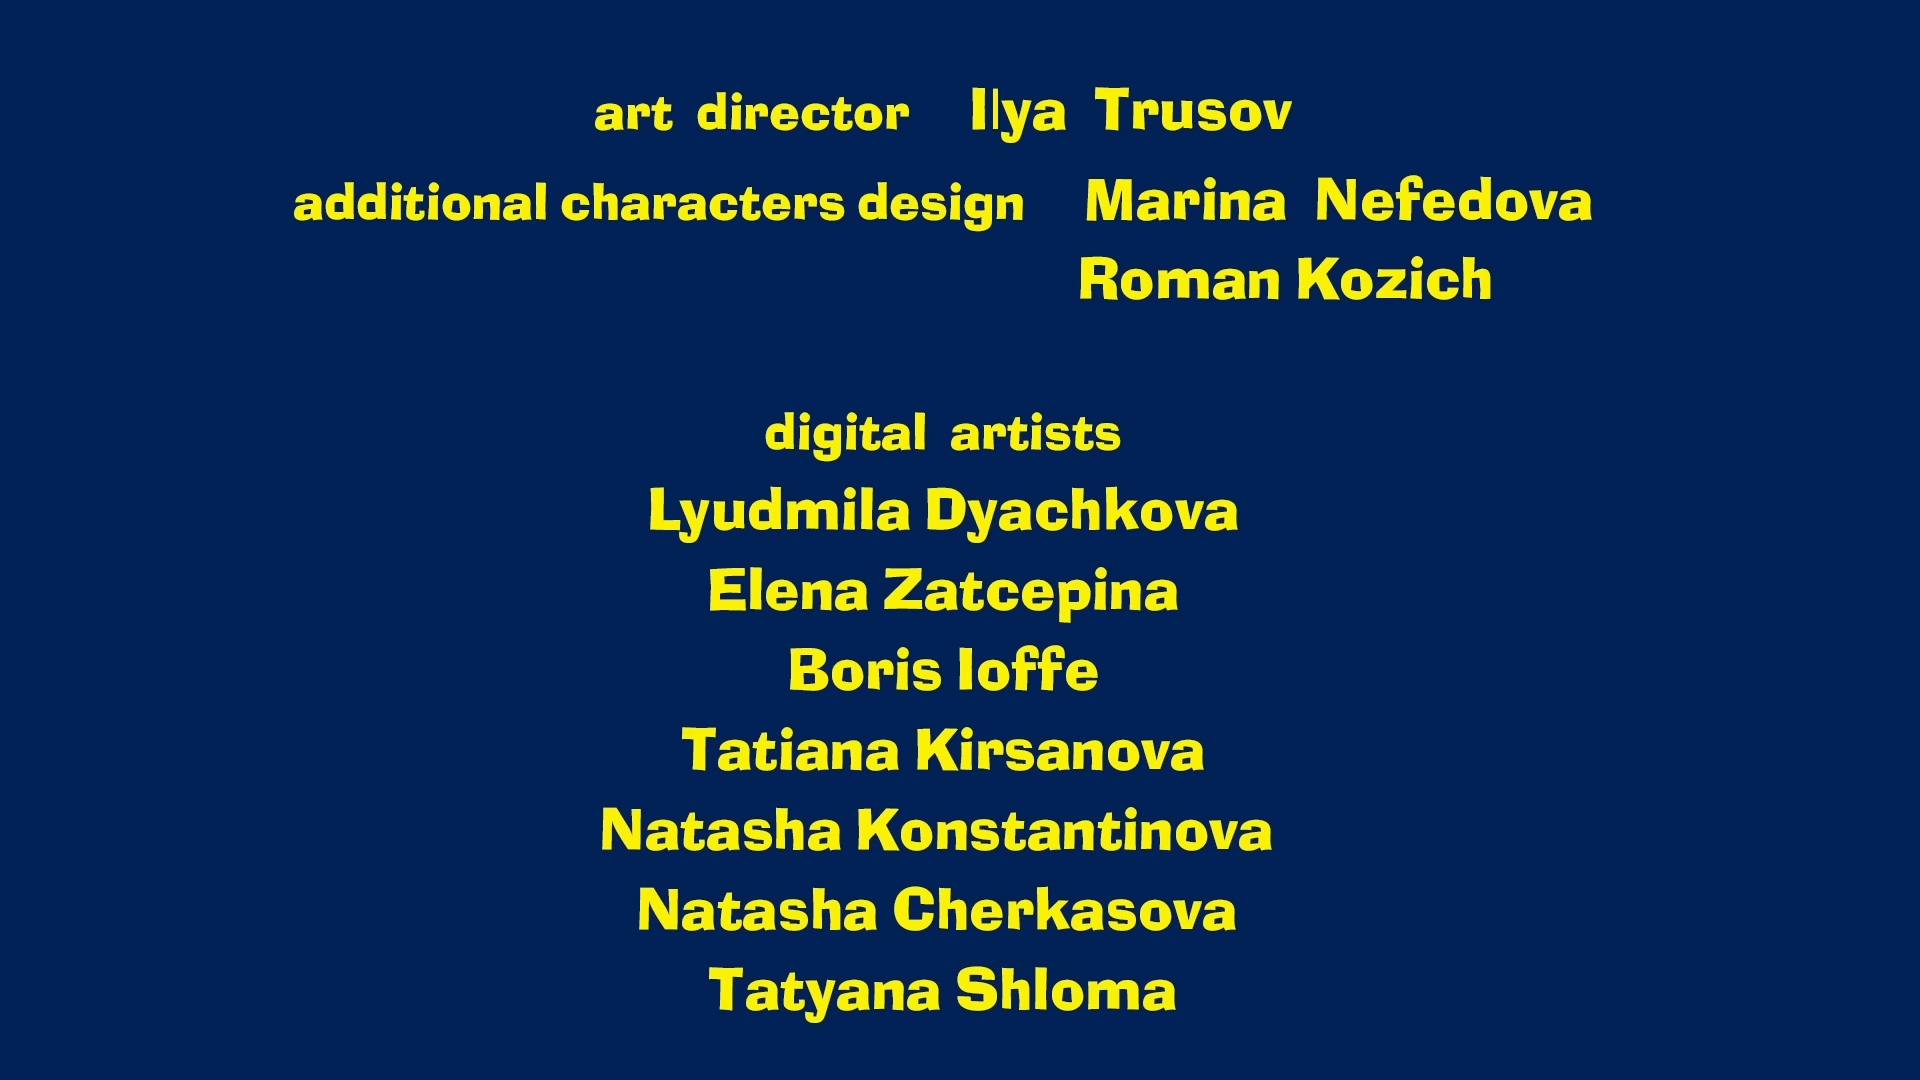 art director Ilya Trusov
additional characters design Marina Nefedova
Roman Kozich
digital artists
Lyudmila Dyachkova
Elena Zatcepina
Boris Ioffe
Tatiana Kirsanova
Natasha Konstantinova
Natasha Cherkasova
Tatyana Shloma